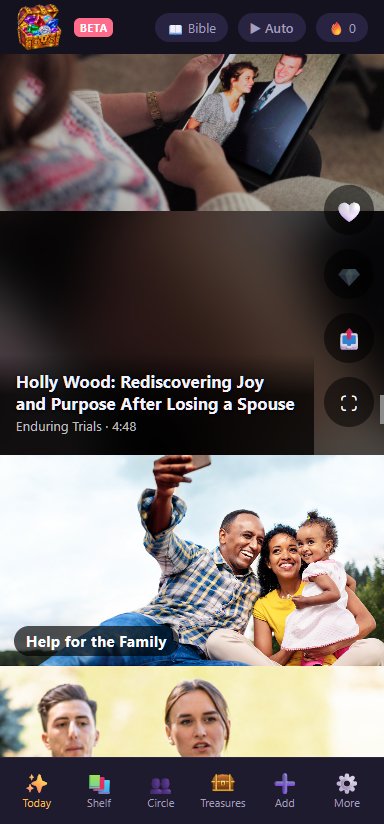 BETA
Bible
Auto
0
Holly Wood: Rediscovering Joy
and Purpose After Losing a Spouse
Enduring Trials · 4:48
Help for the Family
Today
Shelf
Circle
Treasures
Add
More